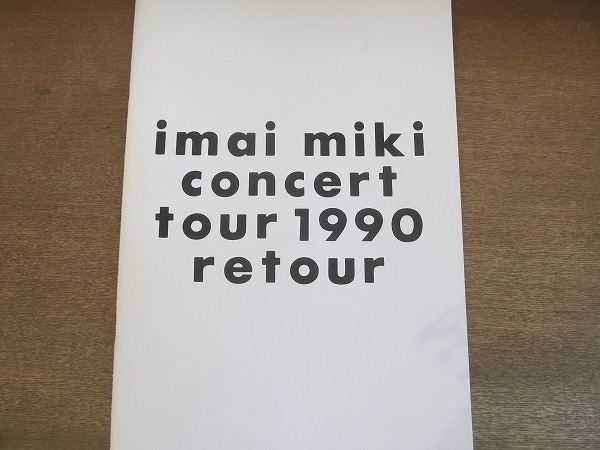 imai miki
concert
tour 1990
retour